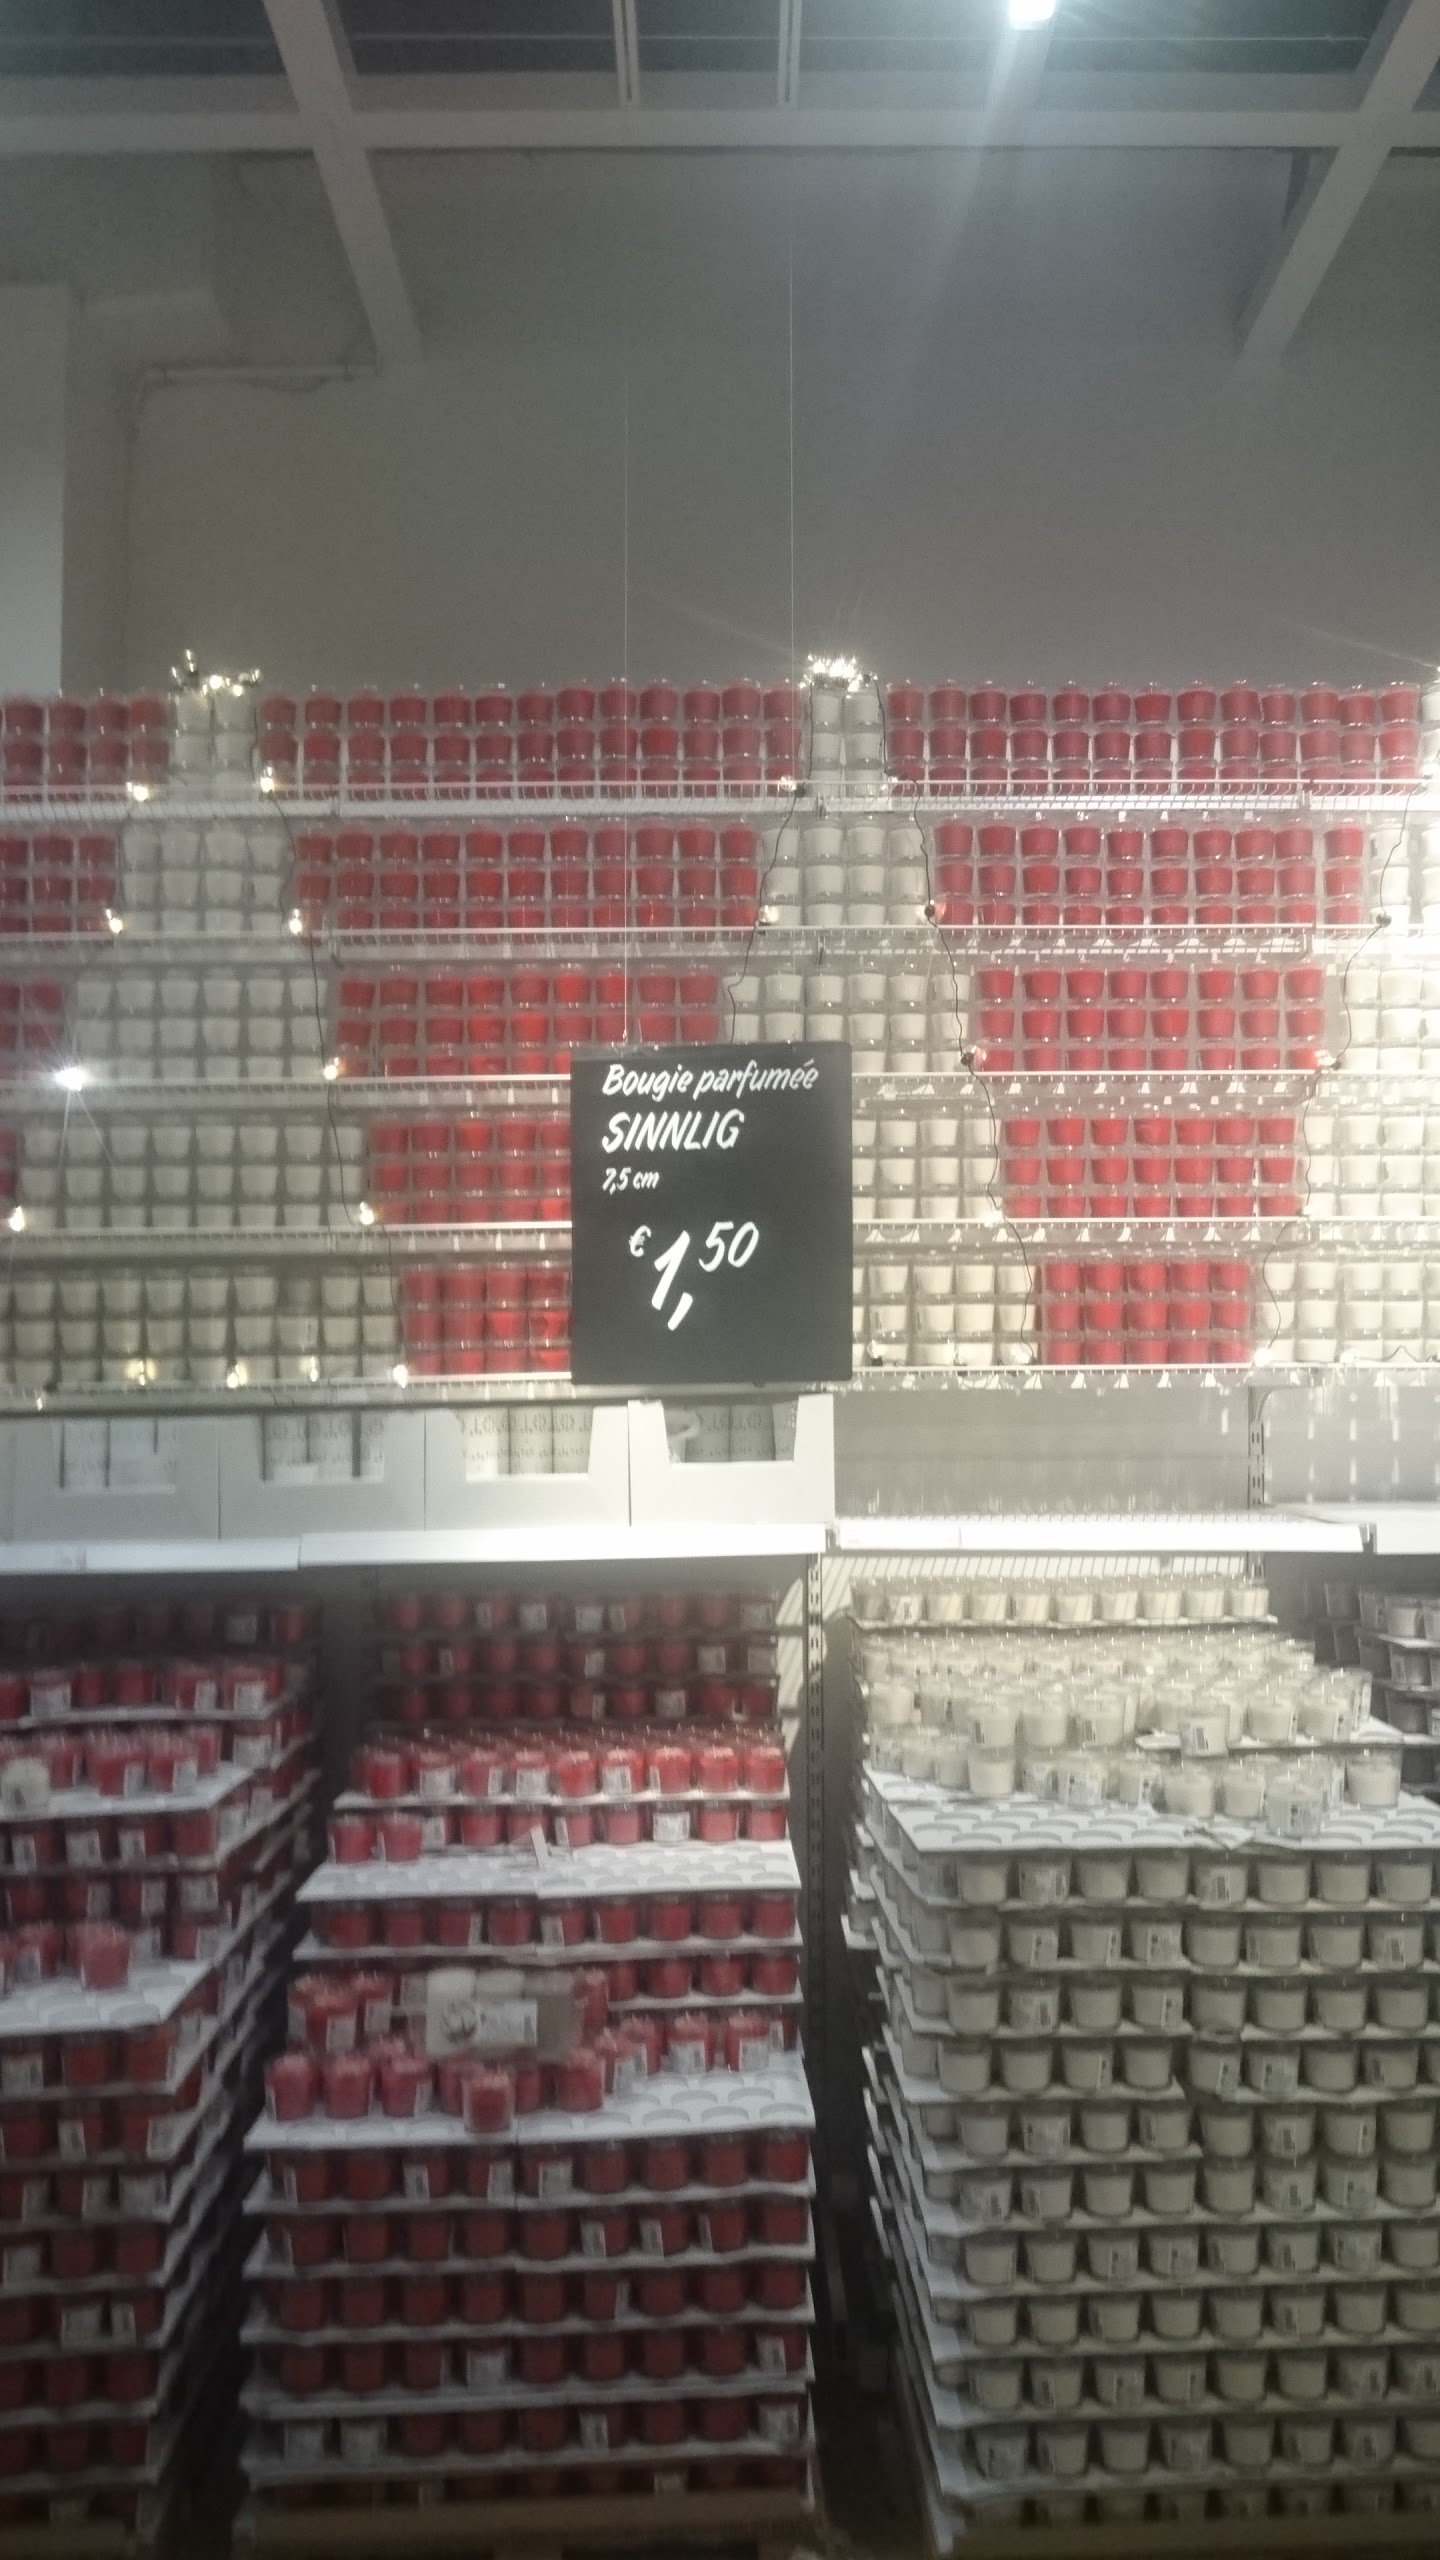 Bougie parfumée
SINNLIG
7,5 cm
€ 1,50